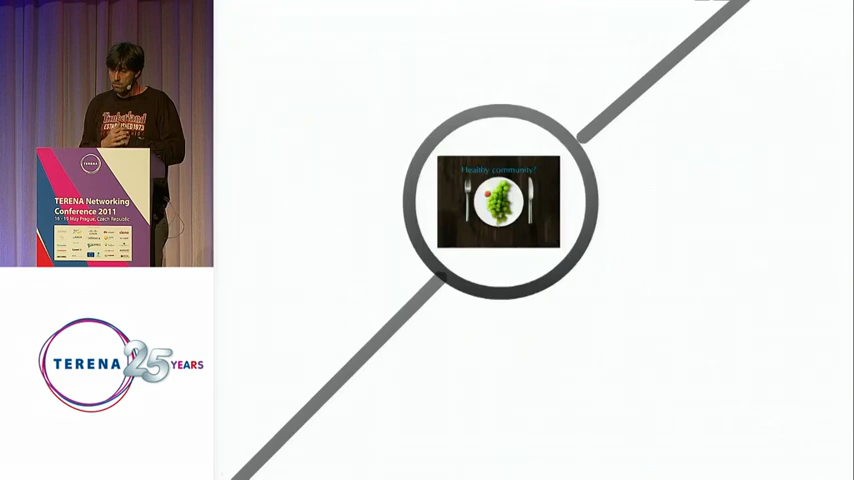 Timberland
TERENA
TERENA Networking
Conference 2011
16 - 19 May Prague, Czech Republic
TERENA 25 YEARS
Healthy community?